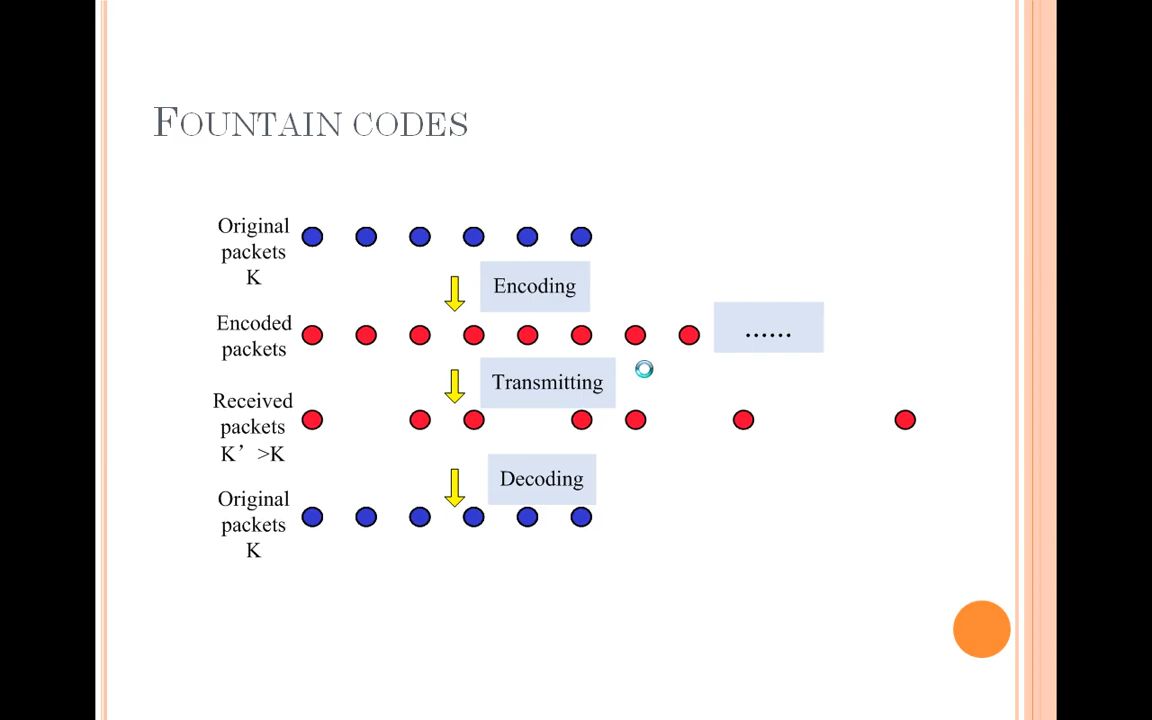 FOUNTAIN CODES
Original
packets
K
Encoding
Encoded
packets
……
Transmitting
Received
packets
K’ >K
Decoding
Original
packets
K